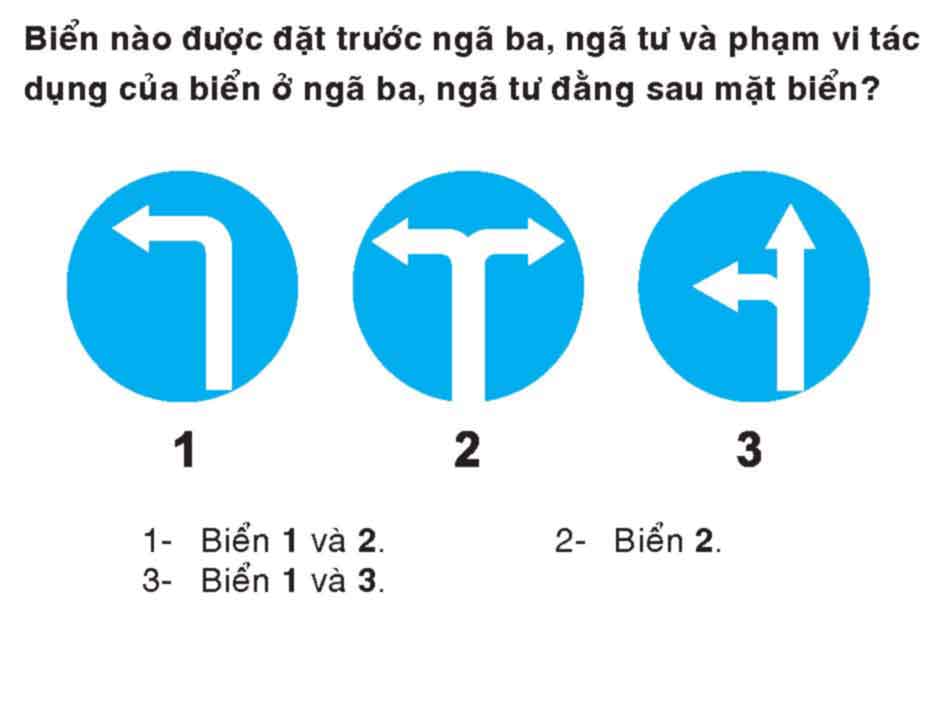 Biển nào được đặt trước ngã ba, ngã tư và phạm vi tác
dụng của biển ở ngã ba, ngã tư đằng sau mặt biển?
1 2 3
1- Biển 1 và 2. 2- Biển 2.
3- Biển 1 và 3.